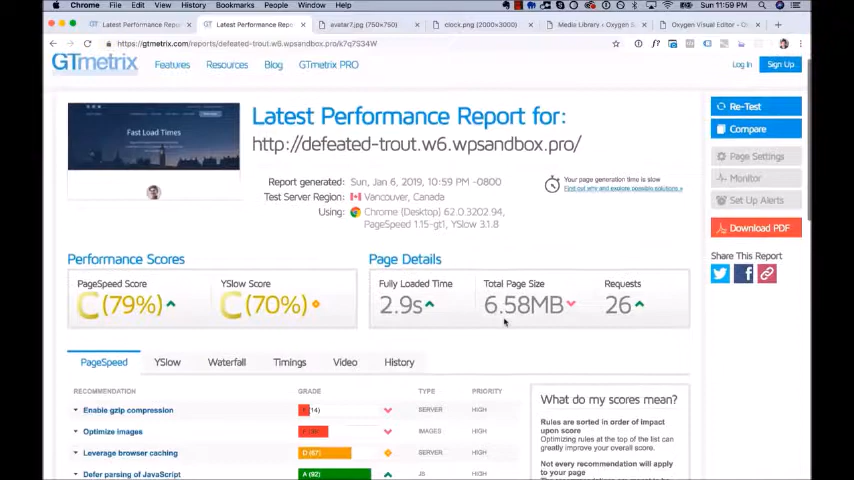 Chrome File Edit View History Bookmarks People Window Help
Sun 11:59 PM
Latest Performance Report
Latest Performance Report
avatar7.jpg (750×750)
clock.png (2000×3000)
Media Library ‹ Oxygen S
Oxygen Visual Editor - O
https://gtmetrix.com/reports/defeated-trout.w6.wpsandbox.pro/k7q7S34W
GTmetrix
Features
Resources
Blog
GTmetrix PRO
Log In
Sign Up
Fast Load Times
Latest Performance Report for:
http://defeated-trout.w6.wpsandbox.pro/
Report generated: Sun, Jan 6, 2019, 10:59 PM -0800
Test Server Region: Vancouver, Canada
Using: Chrome (Desktop) 62.0.3202.94,
PageSpeed 1.15-gt1, YSlow 3.1.8
Your page generation time is slow
Find out why and explore possible solutions »
Re-Test
Compare
Page Settings
Monitor
Set Up Alerts
Download PDF
Share This Report
Performance Scores
PageSpeed Score
C (79%)
YSlow Score
C (70%)
Page Details
Fully Loaded Time
2.9s
Total Page Size
6.58MB
Requests
26
PageSpeed
YSlow
Waterfall
Timings
Video
History
RECOMMENDATION GRADE TYPE PRIORITY
Enable gzip compression F (14) SERVER HIGH
Optimize images IMAGES HIGH
Leverage browser caching D (67) SERVER HIGH
Defer parsing of JavaScript A (92) JS HIGH
What do my scores mean?
Rules are sorted in order of impact
upon score
Optimizing rules at the top of the list can
greatly improve your overall score.
Not every recommendation will apply
to your page